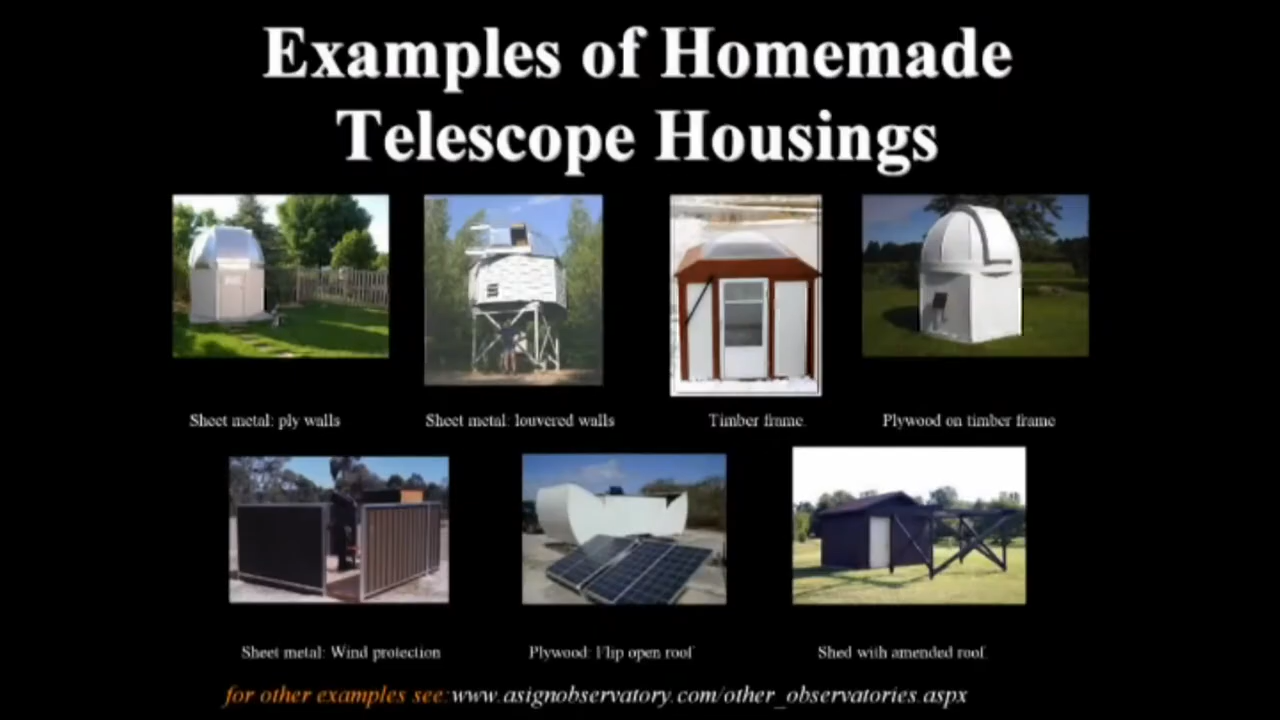 Examples of Homemade
Telescope Housings
Sheet metal: ply walls
Sheet metal: louvered walls
Timber frame
Plywood on timber frame
Sheet metal: Wind protection
Plywood: Flip open roof
Shed with amended roof
for other examples see:www.asignobservatory.com/other_observatories.aspx